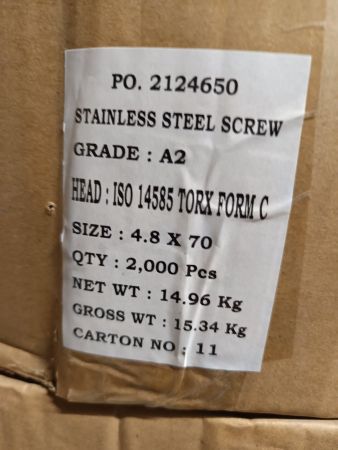 PO. 2124650
STAINLESS STEEL SCREW
GRADE : A2
HEAD : ISO 14585 TORX FORM C
SIZE : 4.8 X 70
QTY : 2,000 Pcs
NET WT : 14.96 Kg
GROSS WT : 15.34 Kg
CARTON NO : 11